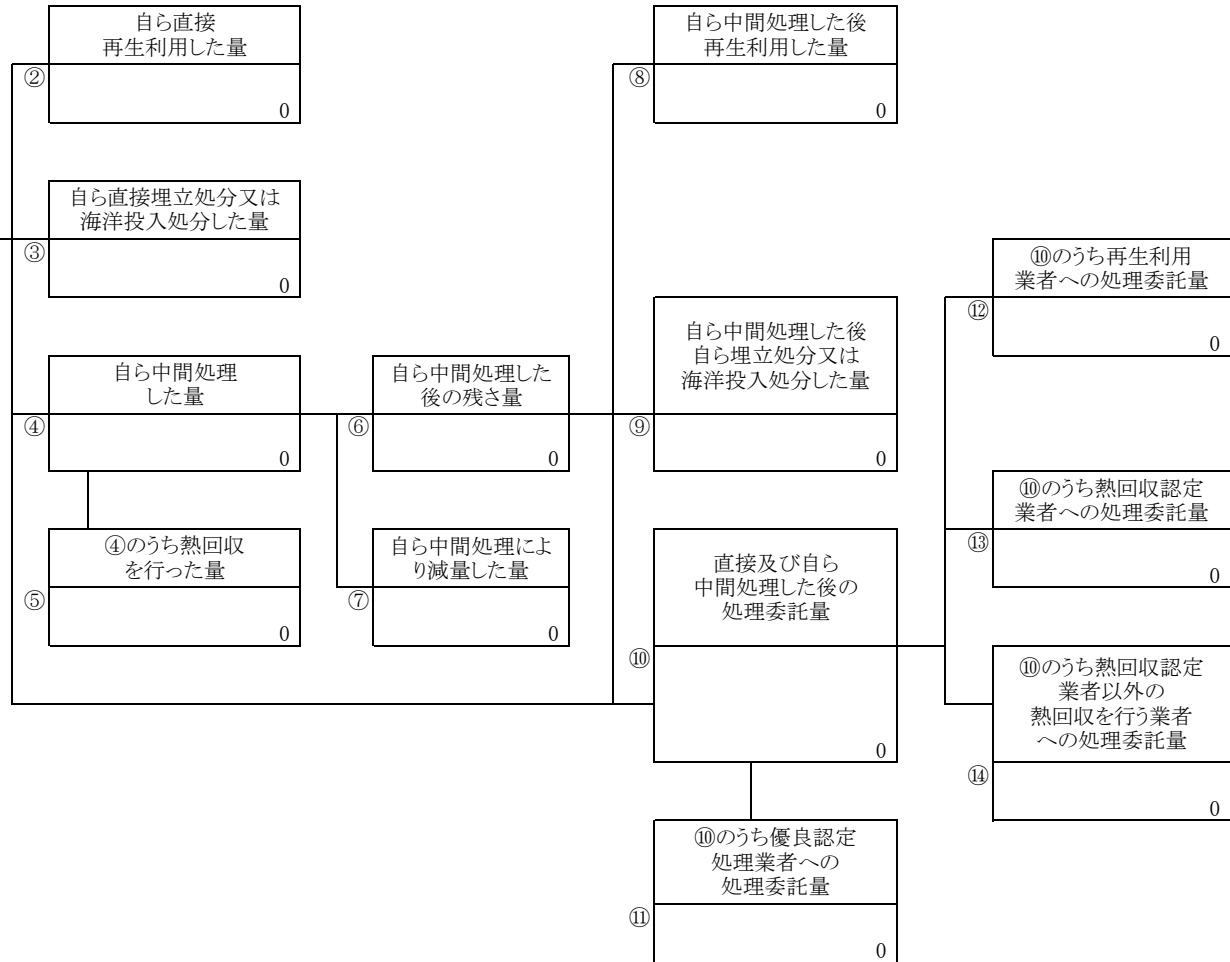 自ら直接
再生利用した量
②
0
自ら直接埋立処分又は
海洋投入処分した量
③
0
自ら中間処理
した量
④
0
④のうち熱回収
を行った量
⑤
0
自ら中間処理した
後の残さ量
⑥
0
自ら中間処理によ
り減量した量
⑦
0
自ら中間処理した後
再生利用した量
⑧
0
自ら中間処理した後
自ら埋立処分又は
海洋投入処分した量
⑨
0
直接及び自ら
中間処理した後の
処理委託量
⑩
0
⑩のうち優良認定
処理業者への
処理委託量
⑪
0
⑩のうち再生利用
業者への処理委託量
⑫
0
⑩のうち熱回収認定
業者への処理委託量
⑬
0
⑩のうち熱回収認定
業者以外の
熱回収を行う業者
への処理委託量
⑭
0